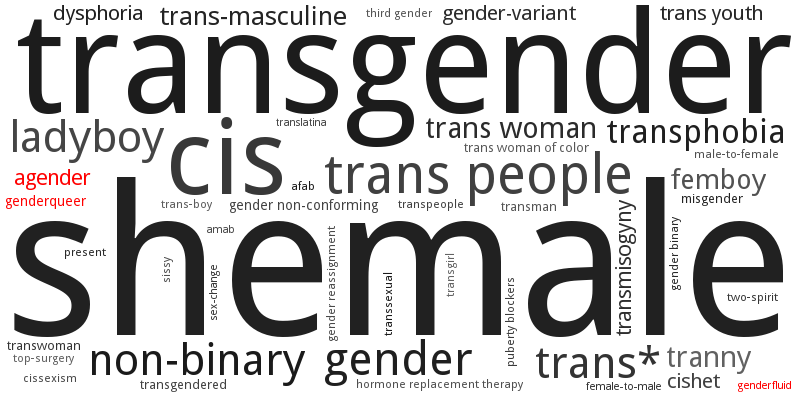 dysphoria
trans-masculine
third gender
gender-variant
trans youth
transgender
ladyboy
translatina
cis
trans woman
transphobia
trans woman of color
male-to-female
agender
afab
trans people
femboy
genderqueer
trans-boy
gender non-conforming
transpeople
transman
misgender
shemale
amab
present
sissy
sex-change
gender reassignment
transsexual
transgirl
puberty blockers
transmisogyny
gender binary
two-spirit
transwoman
top-surgery
non-binary
gender
trans*
tranny
cissexism
transgendered
hormone replacement therapy
female-to-male
cishet
genderfluid